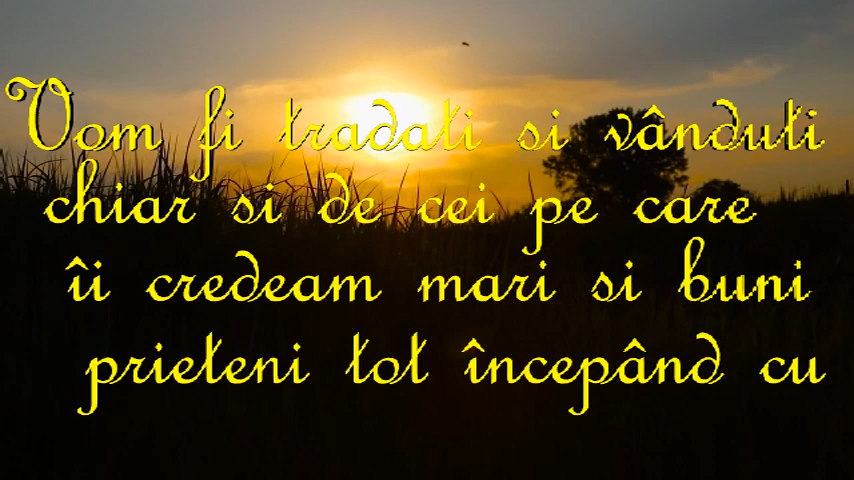 Vom fi tradati si vânduti
chiar si de cei pe care
îi credeam mari si buni
prieteni tot începând cu